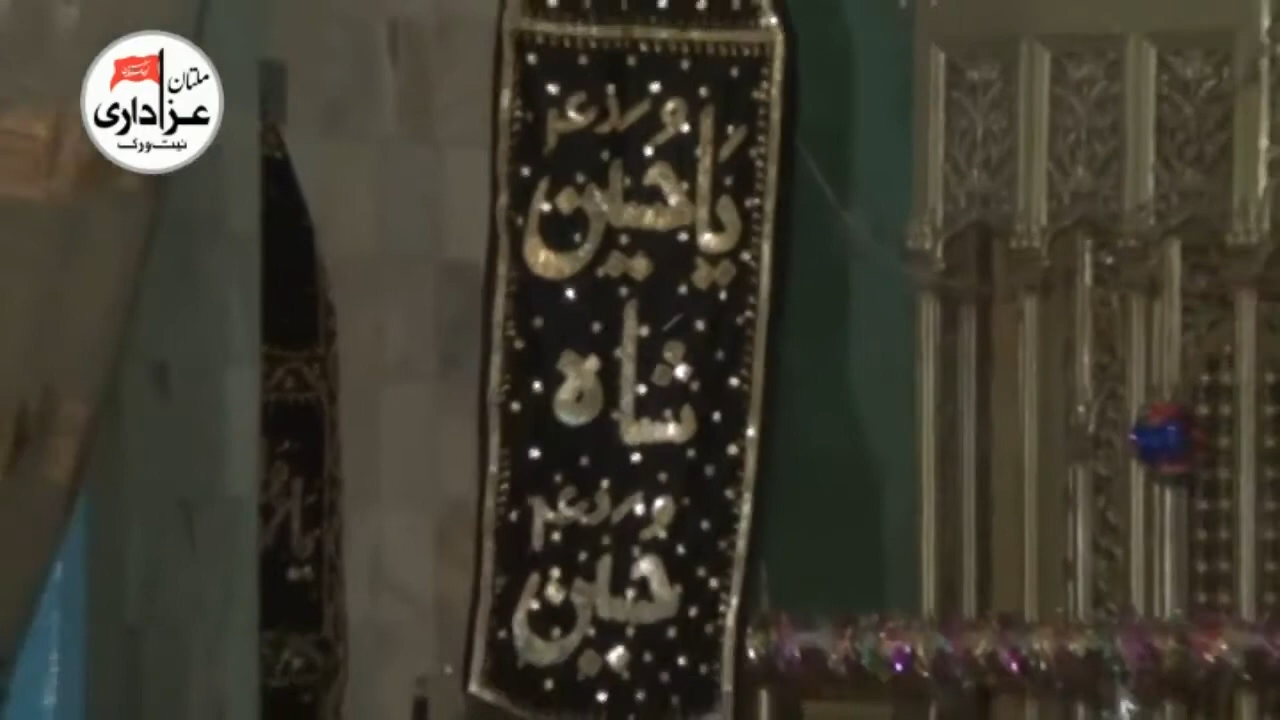 ملتان
عزاداری
نیٹ ورک
یا حسین
شاہ
حسین